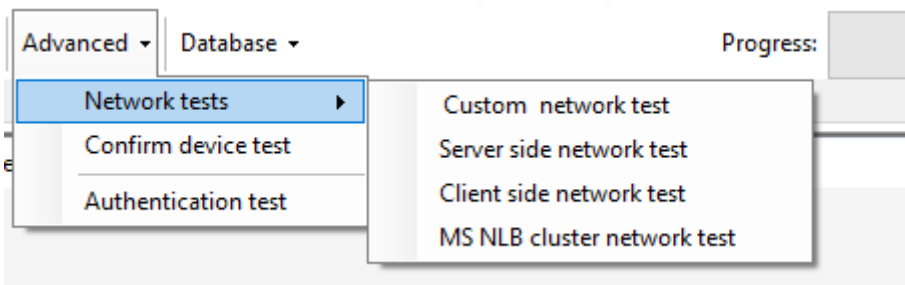 Advanced Database Progress:
Network tests
Confirm device test
Authentication test
Custom  network test
Server side network test
Client side network test
MS NLB cluster network test